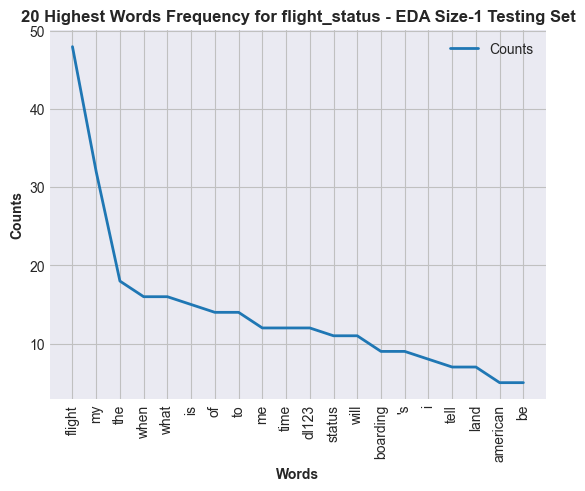 20 Highest Words Frequency for flight_status - EDA Size-1 Testing Set
Counts
50
40
30
20
10
Counts
flight
my
the
when
what
is
of
to
me
time
dl123
status
will
boarding
's
i
tell
land
american
be
Words